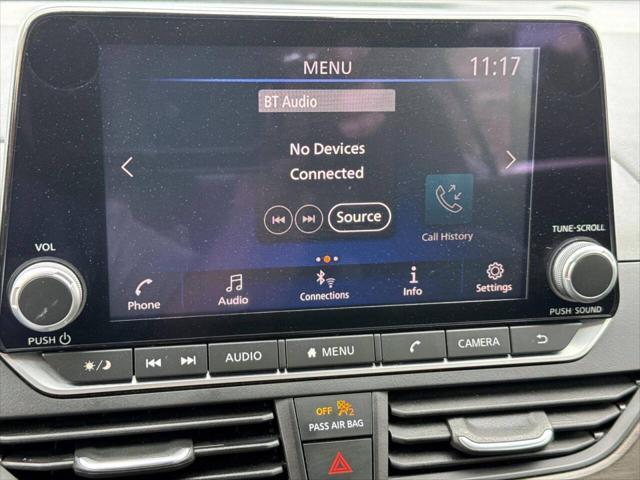 MENU
11:17
BT Audio
No Devices
Connected
Source
Call History
VOL
PUSH
TUNE-SCROLL
PUSH SOUND
Phone
Audio
Connections
Info
Settings
AUDIO
MENU
CAMERA
OFF 2
PASS AIR BAG